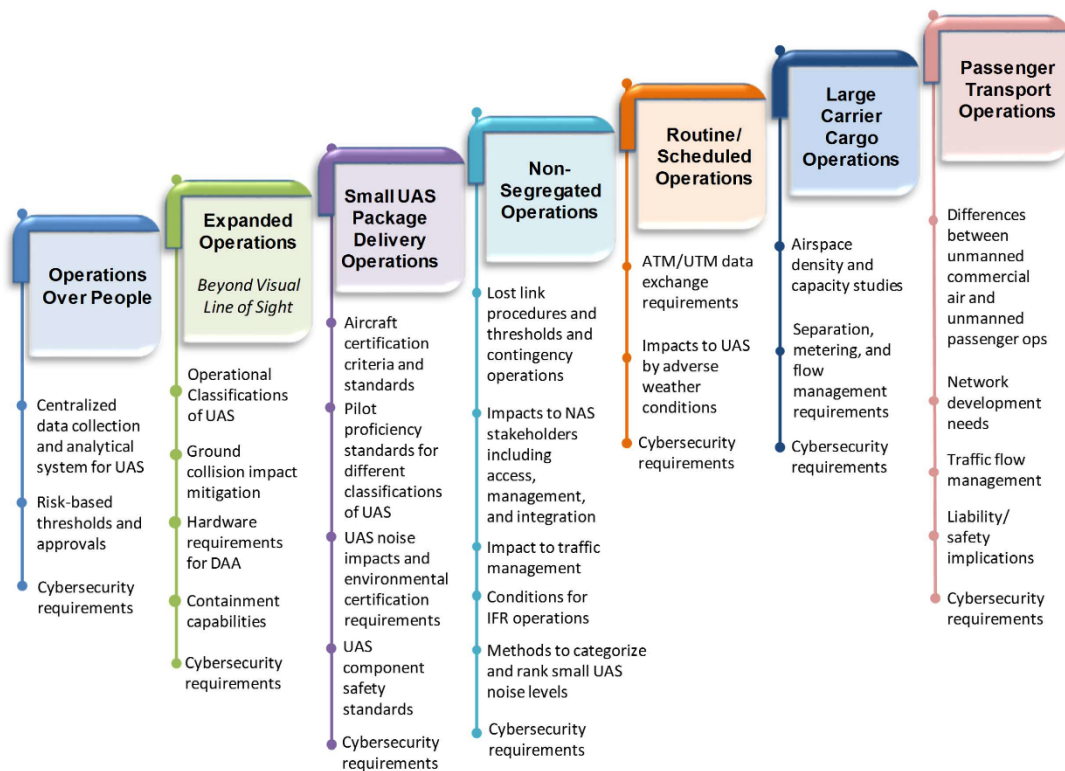 Operations
Over People
Centralized
data collection
and analytical
system for UAS
Risk-based
thresholds and
approvals
Cybersecurity
requirements
Expanded
Operations
Beyond Visual
Line of Sight
Operational
Classifications
of UAS
Ground
collision impact
mitigation
Hardware
requirements
for DAA
Containment
capabilities
Cybersecurity
requirements
Small UAS
Package
Delivery
Operations
Aircraft
certification
criteria and
standards
Pilot
proficiency
standards for
different
classifications
of UAS
UAS noise
impacts and
environmental
certification
requirements
UAS
component
safety
standards
Cybersecurity
requirements
Non-
Segregated
Operations
Lost link
procedures and
thresholds and
contingency
operations
Impacts to NAS
stakeholders
including
access,
management,
and integration
Impact to traffic
management
Conditions for
IFR operations
Methods to categorize
and rank small UAS
noise levels
Cybersecurity
requirements
Routine/
Scheduled
Operations
ATM/UTM data
exchange
requirements
Impacts to UAS
by adverse
weather
conditions
Cybersecurity
requirements
Large
Carrier
Cargo
Operations
Airspace
density and
capacity studies
Separation,
metering, and
flow
management
requirements
Cybersecurity
requirements
Passenger
Transport
Operations
Differences
between
unmanned
commercial
air and
unmanned
passenger ops
Network
development
needs
Traffic flow
management
Liability/
safety
implications
Cybersecurity
requirements